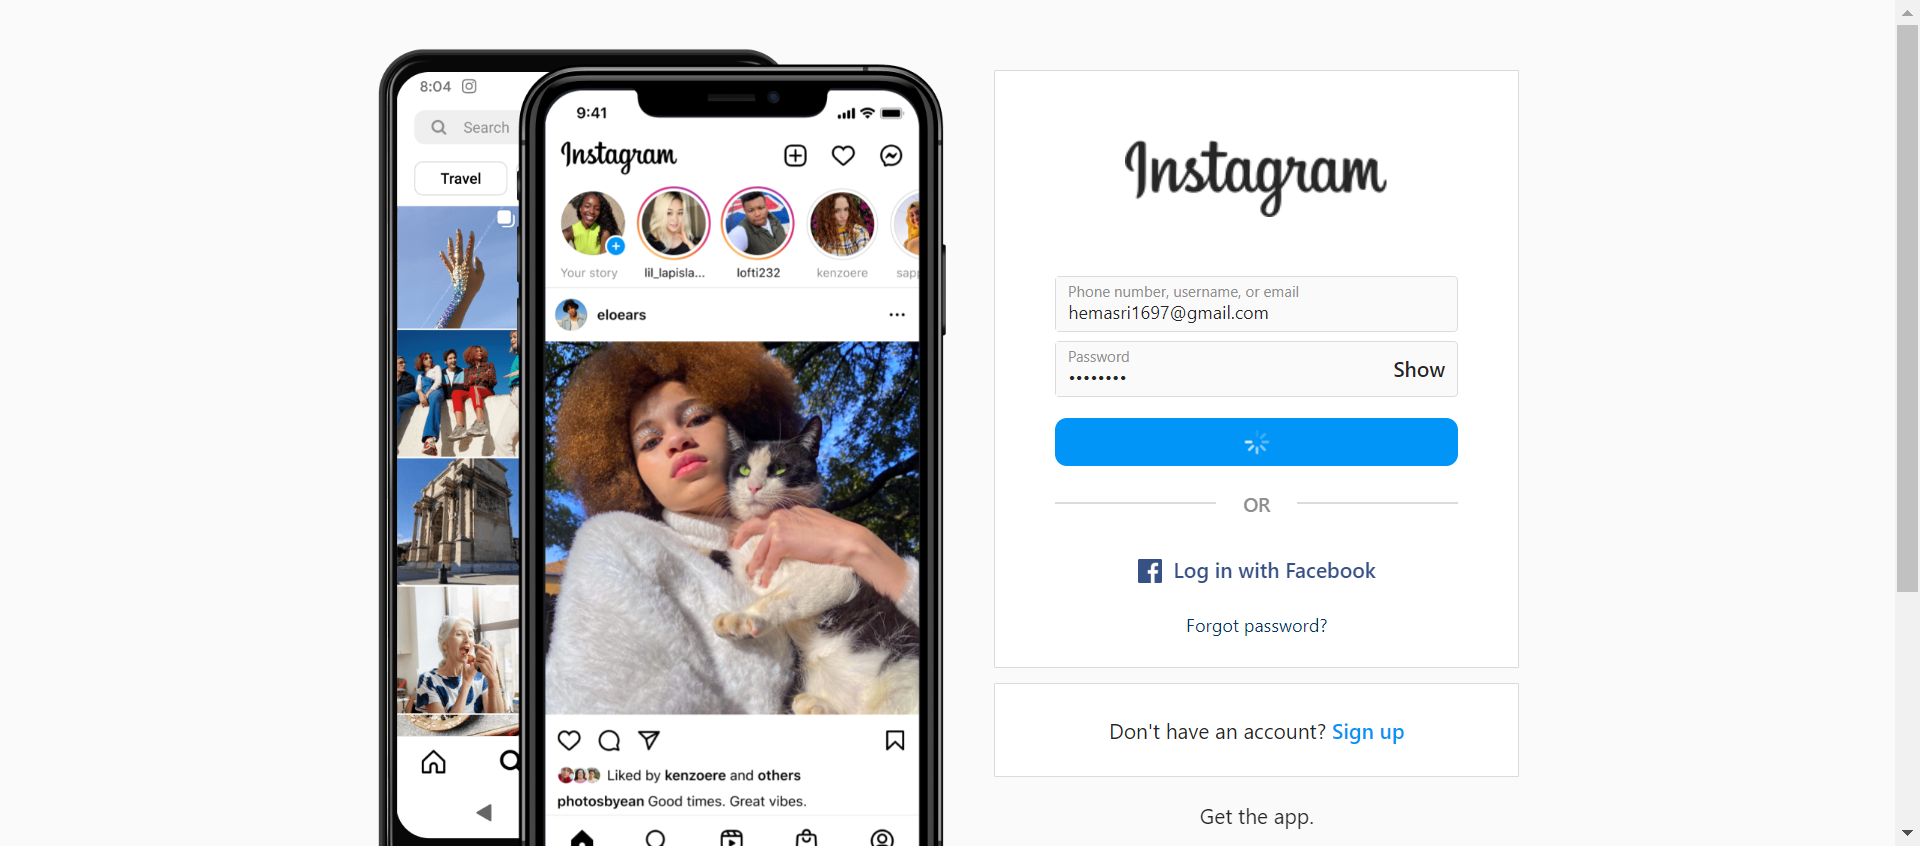 8:04
Search
Travel
9:41
Instagram
Your story
lil_lapisla...
lofti232
kenzoere
sapp
eloears
Liked by kenzoere and others
photosbyean Good times. Great vibes.
Instagram
Phone number, username, or email
hemasri1697@gmail.com
Password
••••••••
Show
OR
Log in with Facebook
Forgot password?
Don't have an account? Sign up
Get the app.